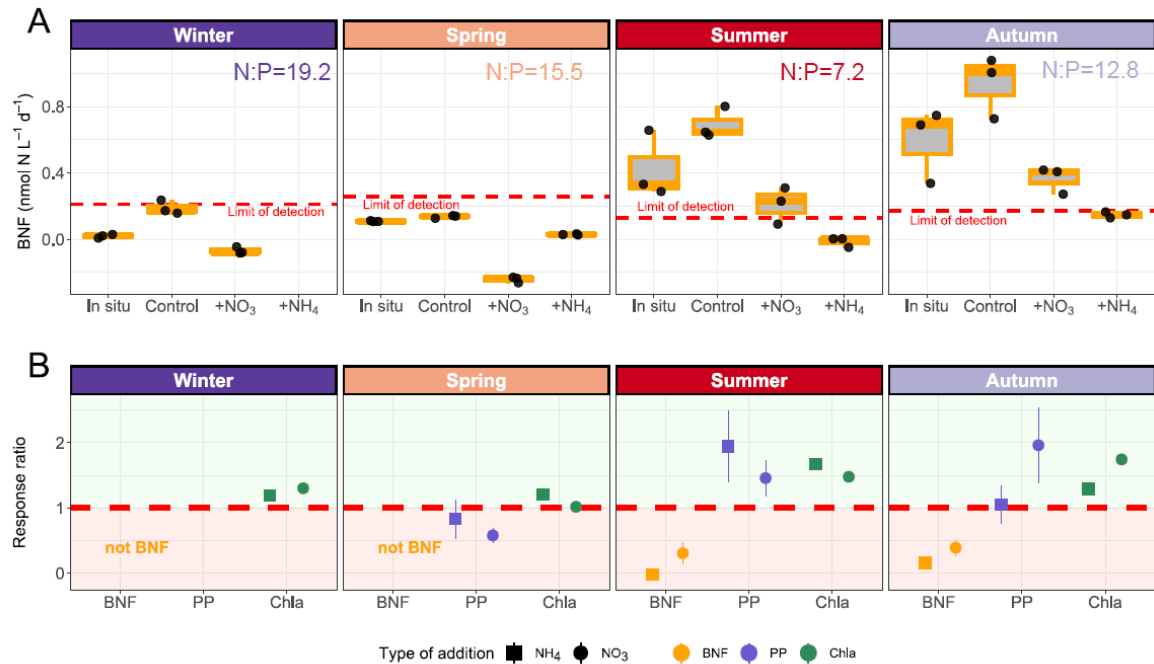 A
Winter Spring Summer Autumn
N:P=19.2 N:P=15.5 N:P=7.2 N:P=12.8
BNF (nmol N L⁻¹ d⁻¹)
0.8
0.4
0.0
Limit of detection Limit of detection Limit of detection Limit of detection
In situ Control +NO₃ +NH₄ In situ Control +NO₃ +NH₄ In situ Control +NO₃ +NH₄ In situ Control +NO₃ +NH₄
B
Winter Spring Summer Autumn
Response ratio
2
1
0
not BNF not BNF
BNF PP Chla BNF PP Chla BNF PP Chla BNF PP Chla
Type of addition NH₄ NO₃ BNF PP Chla